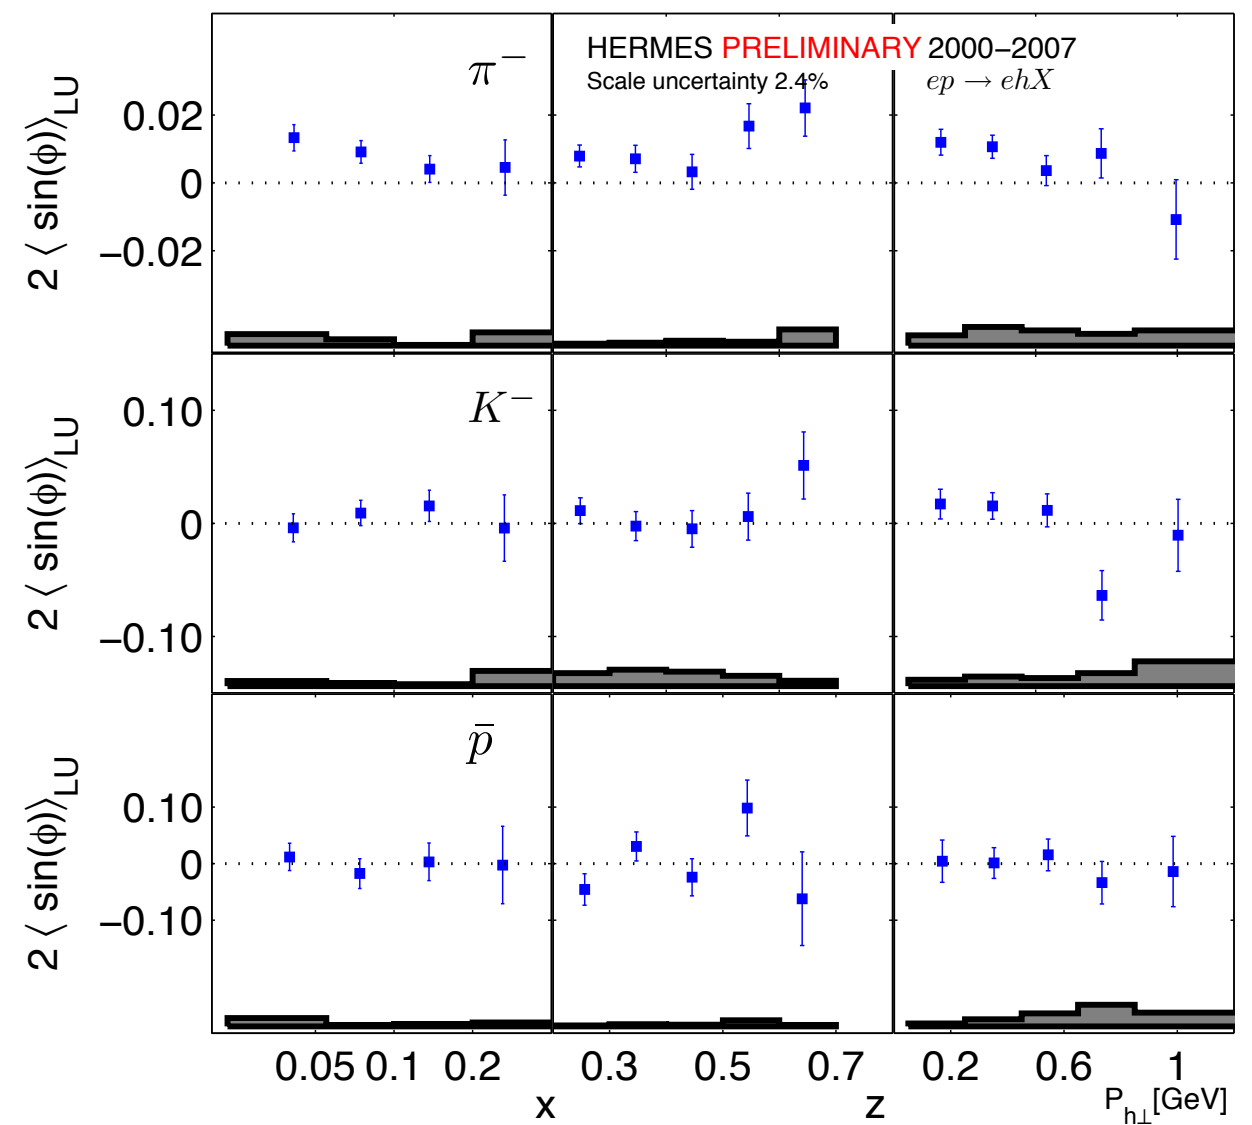 HERMES PRELIMINARY 2000−2007
Scale uncertainty 2.4%
ep → ehX
π⁻
2 ⟨ sin(ϕ)⟩LU
0.02
0
−0.02
K⁻
2 ⟨ sin(ϕ)⟩LU
0.10
0
−0.10
p̄
2 ⟨ sin(ϕ)⟩LU
0.10
0
−0.10
0.05 0.1 0.2
0.3 0.5 0.7
0.2 0.6 1
x
z
Ph⊥[GeV]